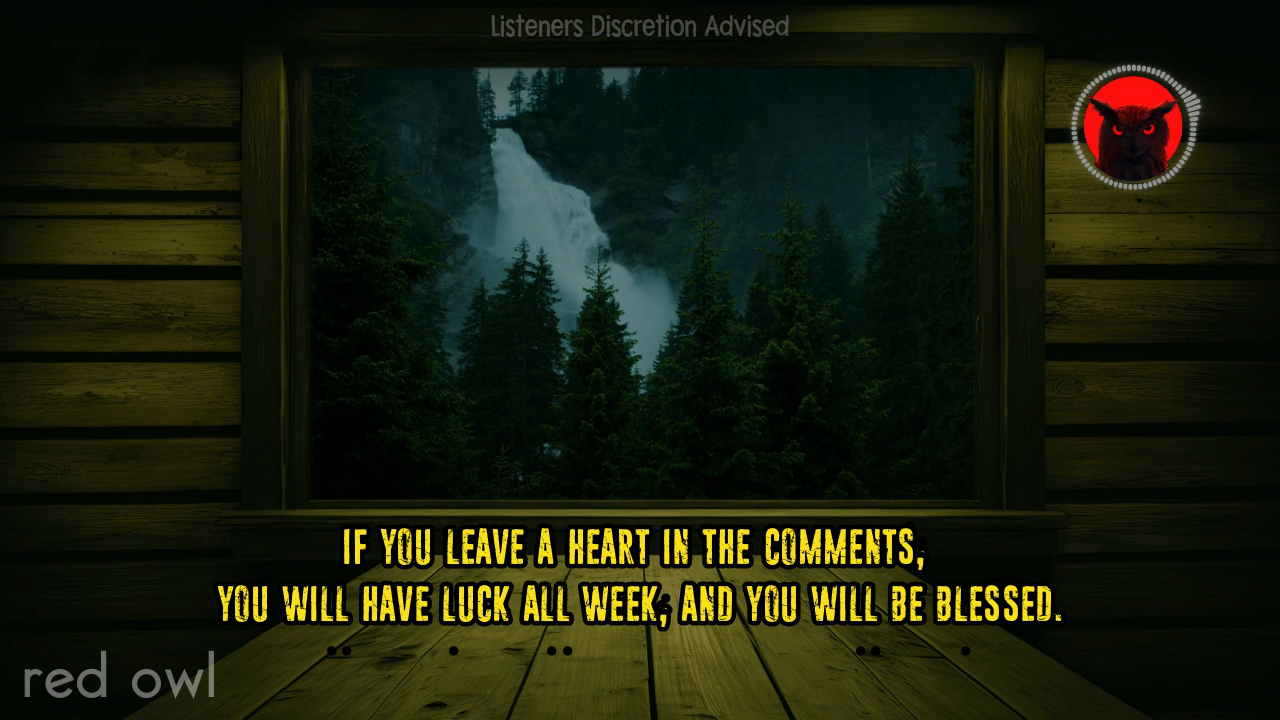 Listeners Discretion Advised
IF YOU LEAVE A HEART IN THE COMMENTS,
YOU WILL HAVE LUCK ALL WEEK, AND YOU WILL BE BLESSED.
red owl